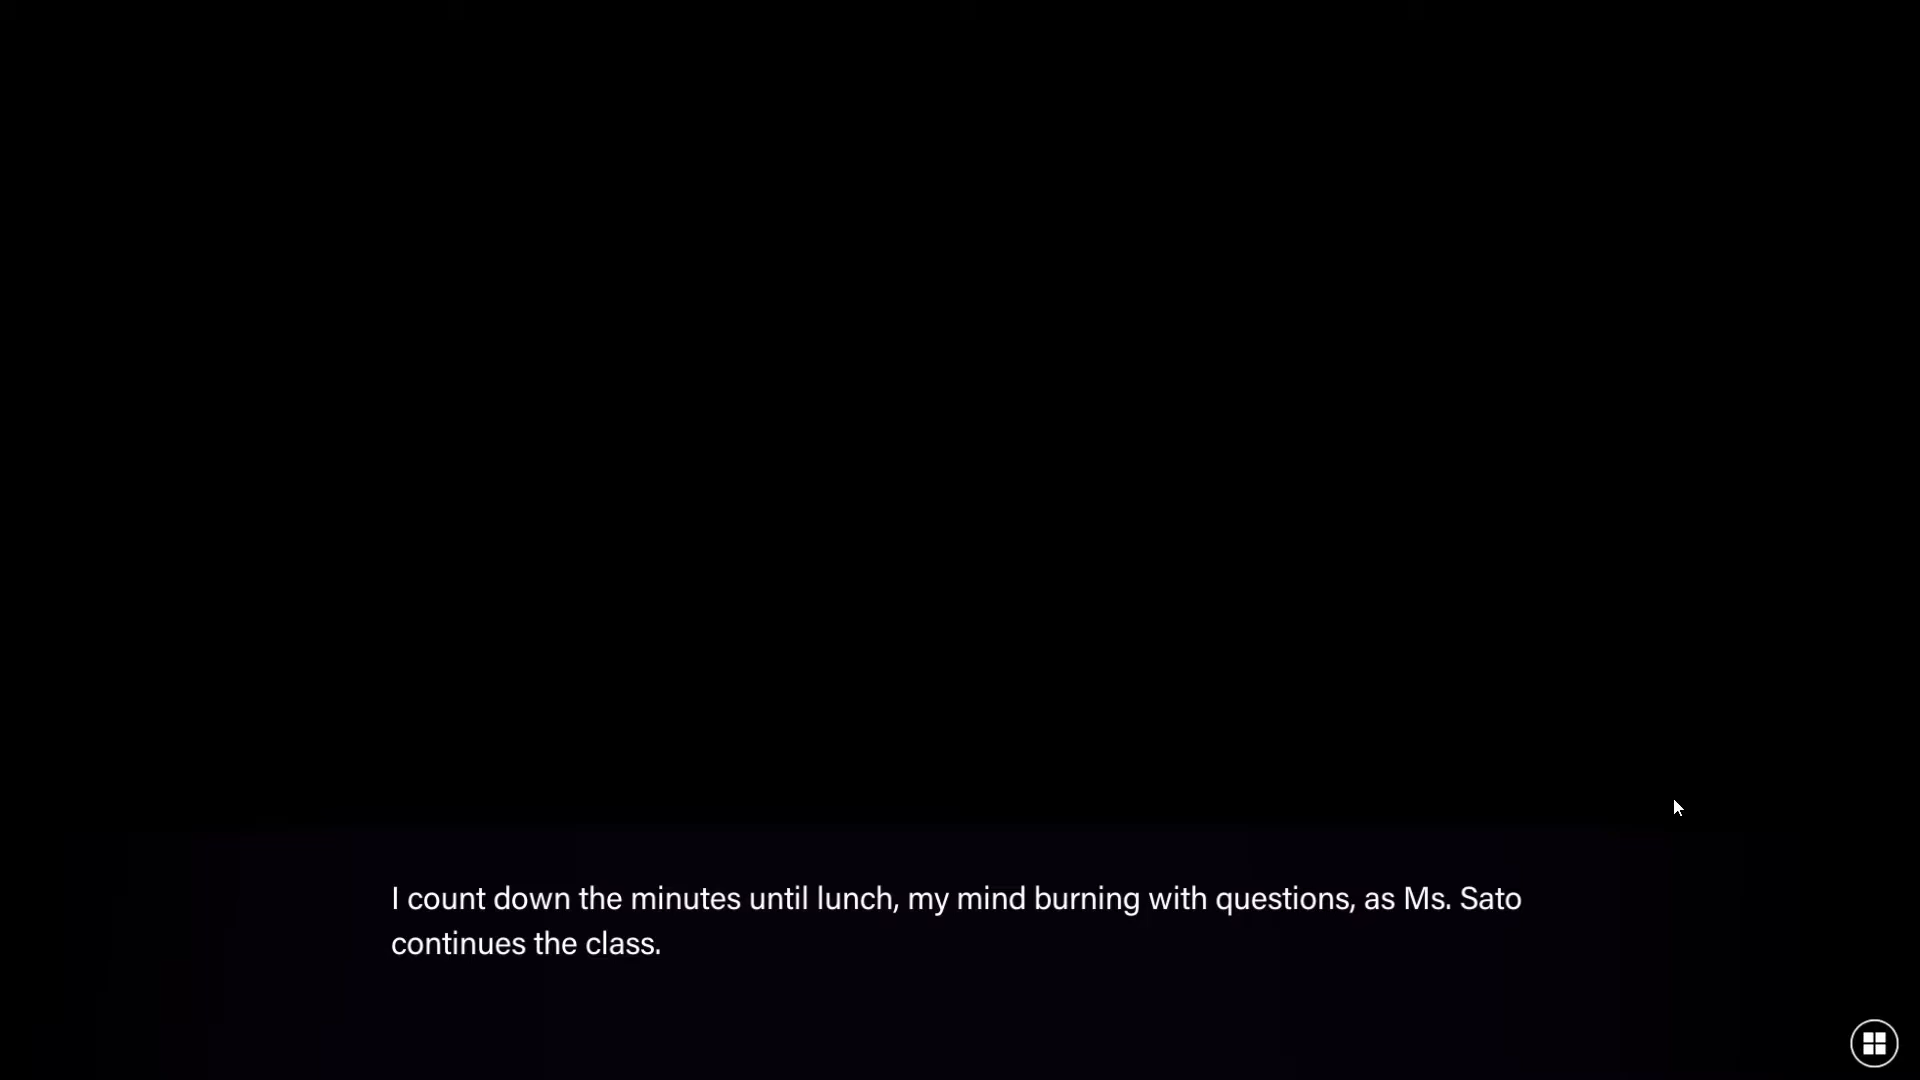 I count down the minutes until lunch, my mind burning with questions, as Ms. Sato
continues the class.